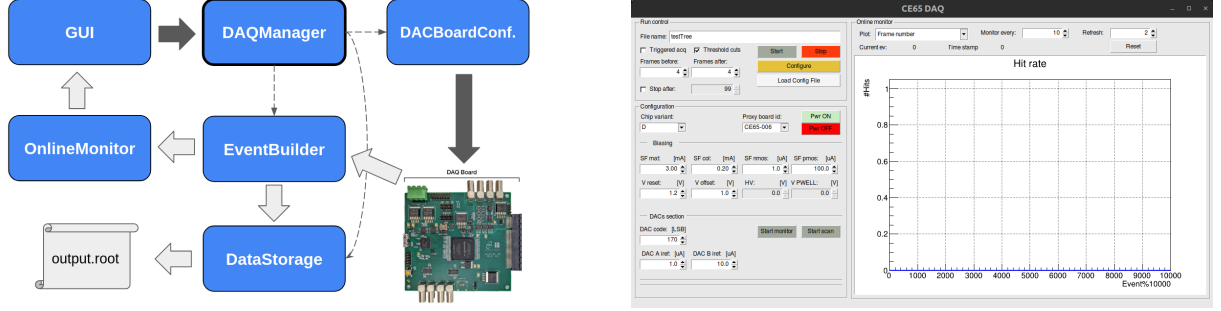 GUI
DAQManager
DACBoardConf.
OnlineMonitor
EventBuilder
DAQ Board
output.root
DataStorage
CE65 DAQ
Run control
File name: testTree
Triggered acq
Threshold cuts
Start
Stop
Frames before:
Frames after:
4
4
Configure
Load Config File
Stop after:
99
Configuration
Chip variant:
Proxy board id:
Pwr ON
D
CE65-006
Pwr OFF
Biasing
SF mat: [mA]
SF col: [mA]
SF nmos: [uA]
SF pmos: [uA]
3.00
0.20
1.0
100.0
V reset: [V]
V offset: [V]
HV: [V]
V PWELL: [V]
1.2
1.0
0.0
0.0
DACs section
DAC code: [LSB]
170
Start monitor
Start scan
DAC A iret: [uA]
DAC B iret: [uA]
1.0
10.0
Online monitor
Plot: Frame number
Monitor every: 10
Refresh: 2
Current ev: 0
Time stamp 0
Reset
Hit rate
#Hits
1
0.8
0.6
0.4
0.2
0
0 1000 2000 3000 4000 5000 6000 7000 8000 9000 10000
Event%10000